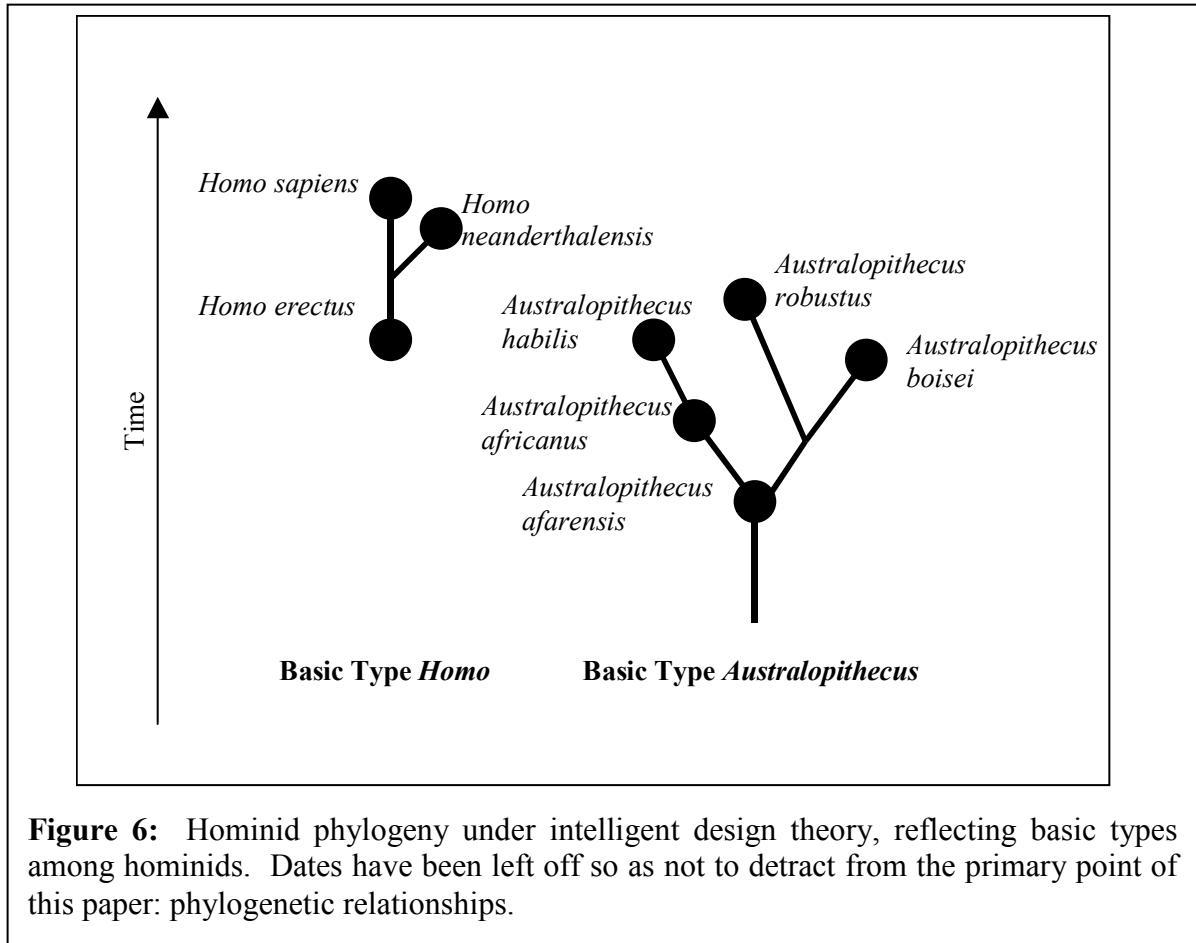 Homo sapiens
Homo
neanderthalensis
Homo erectus
Australopithecus
robustus
Australopithecus
habilis
Australopithecus
boisei
Australopithecus
africanus
Australopithecus
afarensis
Time
Basic Type Homo
Basic Type Australopithecus
Figure 6: Hominid phylogeny under intelligent design theory, reflecting basic types
among hominids. Dates have been left off so as not to detract from the primary point of
this paper: phylogenetic relationships.